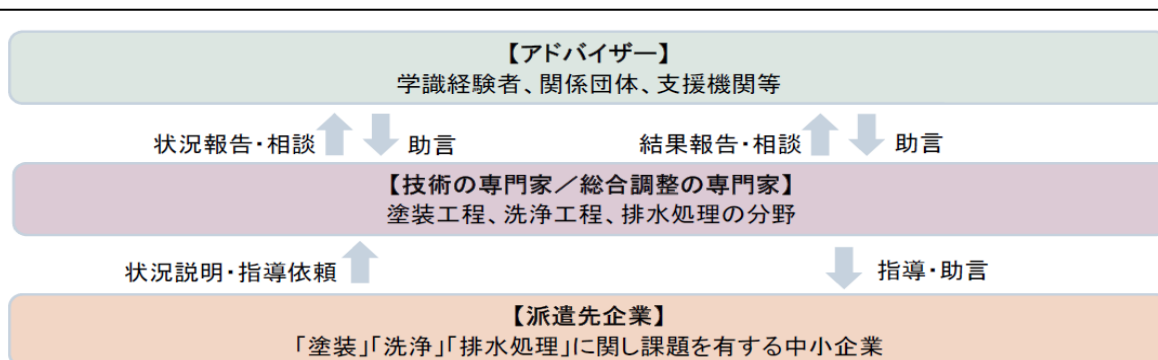 【アドバイザー】
学識経験者、関係団体、支援機関等
状況報告・相談 助言 結果報告・相談 助言
【技術の専門家／総合調整の専門家】
塗装工程、洗浄工程、排水処理の分野
状況説明・指導依頼 指導・助言
【派遣先企業】
「塗装」「洗浄」「排水処理」に関し課題を有する中小企業